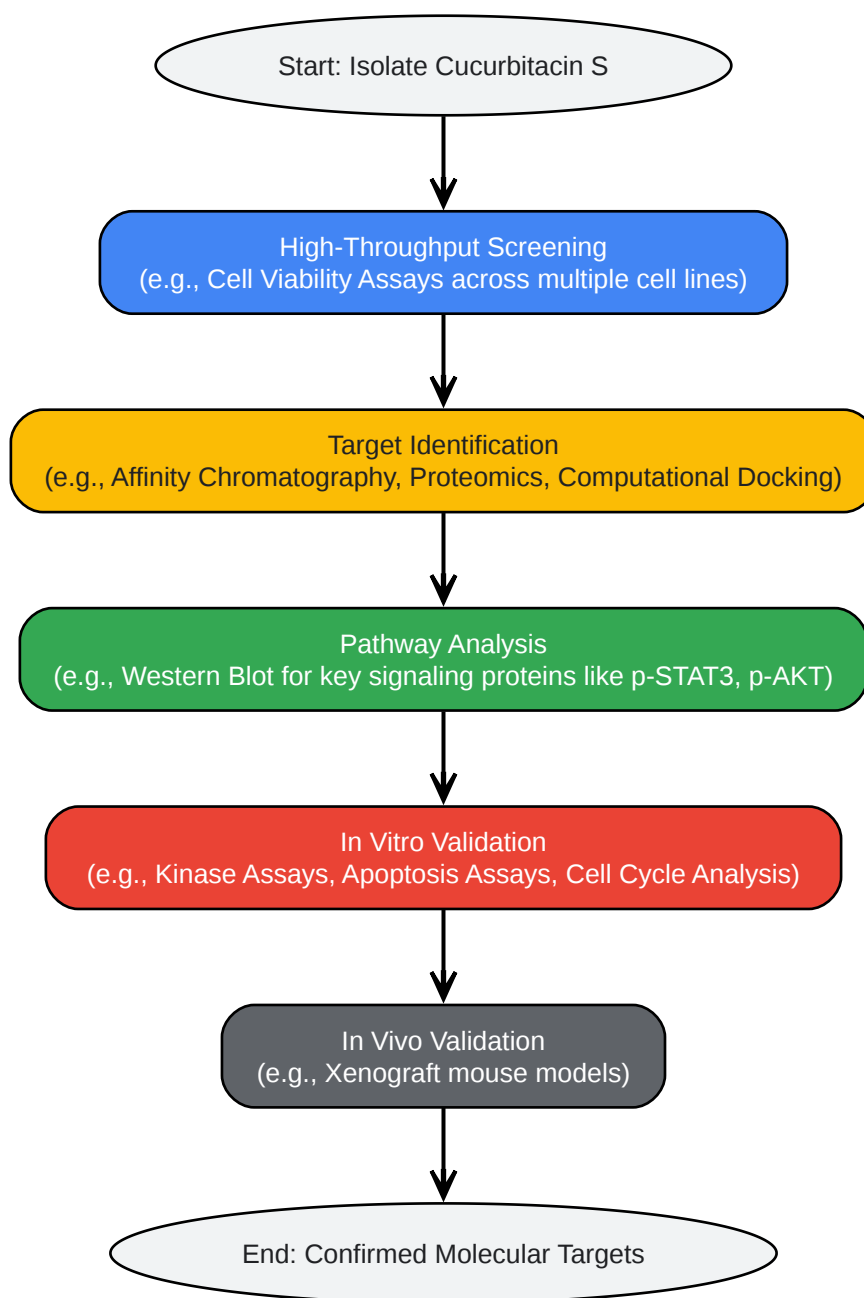 Start: Isolate Cucurbitacin S
High-Throughput Screening
(e.g., Cell Viability Assays across multiple cell lines)
Target Identification
(e.g., Affinity Chromatography, Proteomics, Computational Docking)
Pathway Analysis
(e.g., Western Blot for key signaling proteins like p-STAT3, p-AKT)
In Vitro Validation
(e.g., Kinase Assays, Apoptosis Assays, Cell Cycle Analysis)
In Vivo Validation
(e.g., Xenograft mouse models)
End: Confirmed Molecular Targets